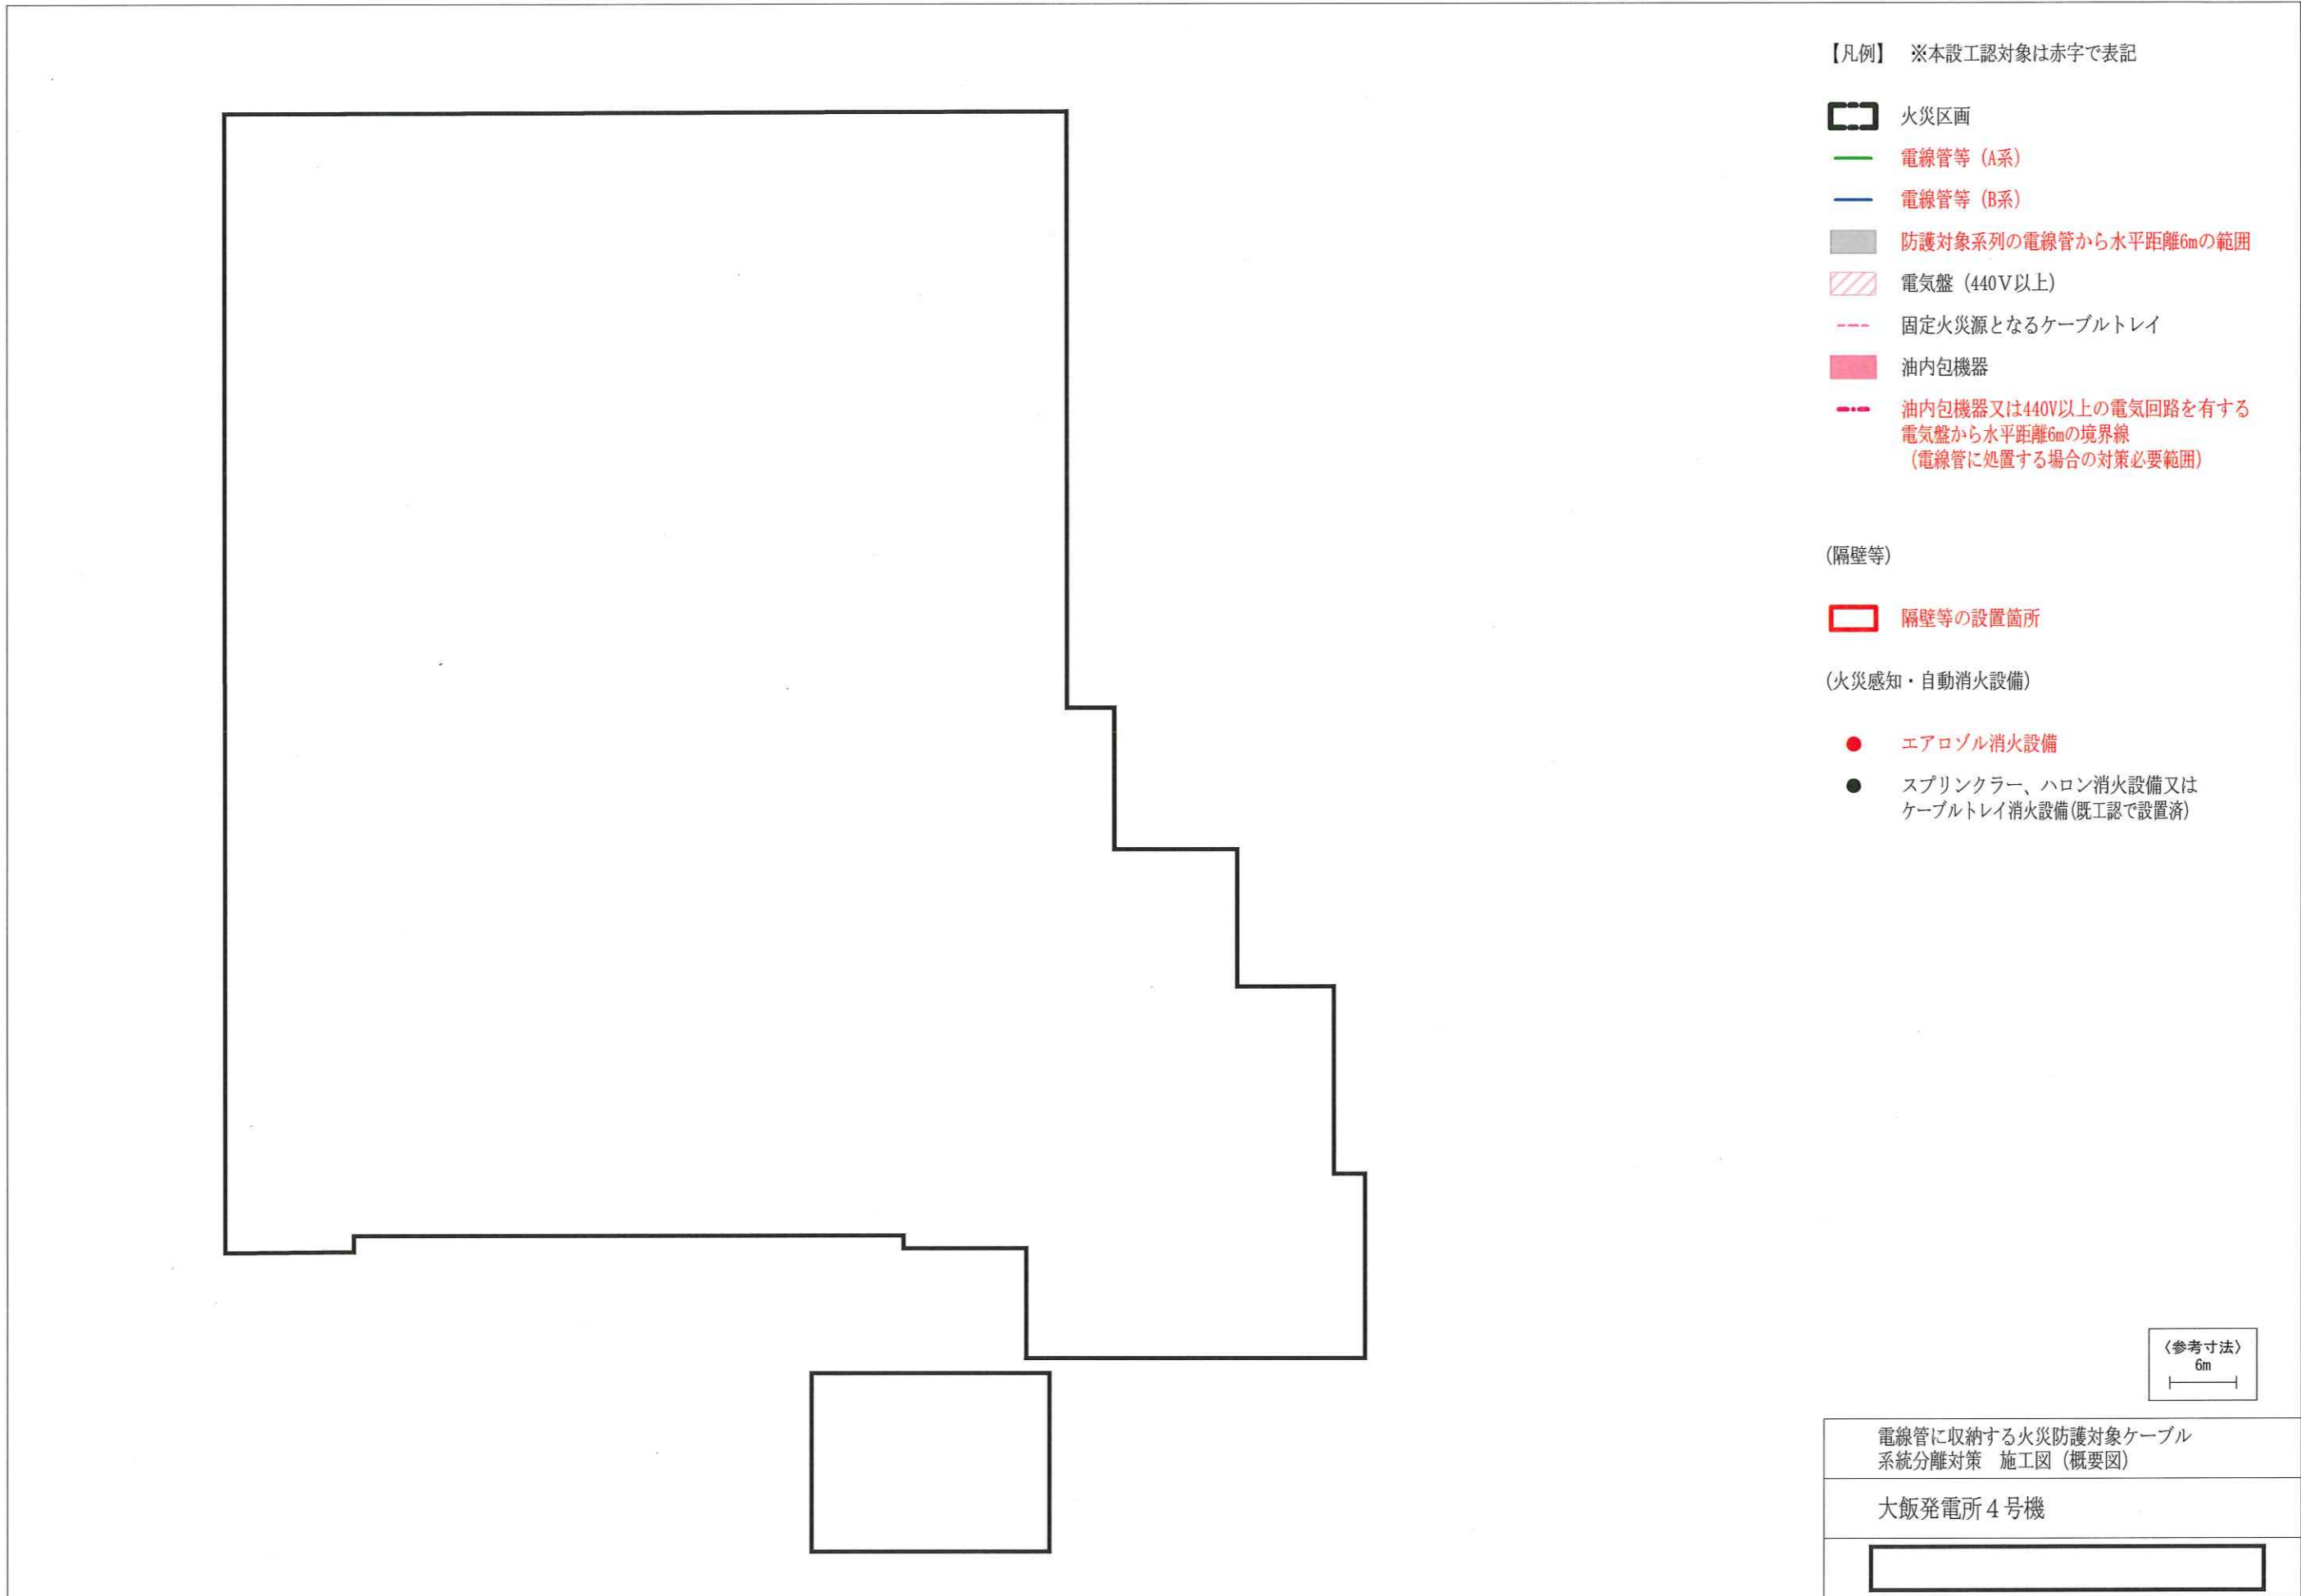 【凡例】　※本設工認対象は赤字で表記
火災区画
電線管等（A系）
電線管等（B系）
防護対象系列の電線管から水平距離6mの範囲
電気盤（440V以上）
固定火災源となるケーブルトレイ
油内包機器
油内包機器又は440V以上の電気回路を有する
電気盤から水平距離6mの境界線
（電線管に処置する場合の対策必要範囲）
(隔壁等)
隔壁等の設置箇所
(火災感知・自動消火設備)
エアロゾル消火設備
スプリンクラー、ハロン消火設備又は
ケーブルトレイ消火設備(既工認で設置済)
〈参考寸法〉
6m
電線管に収納する火災防護対象ケーブル
系統分離対策　施工図（概要図）
大飯発電所４号機